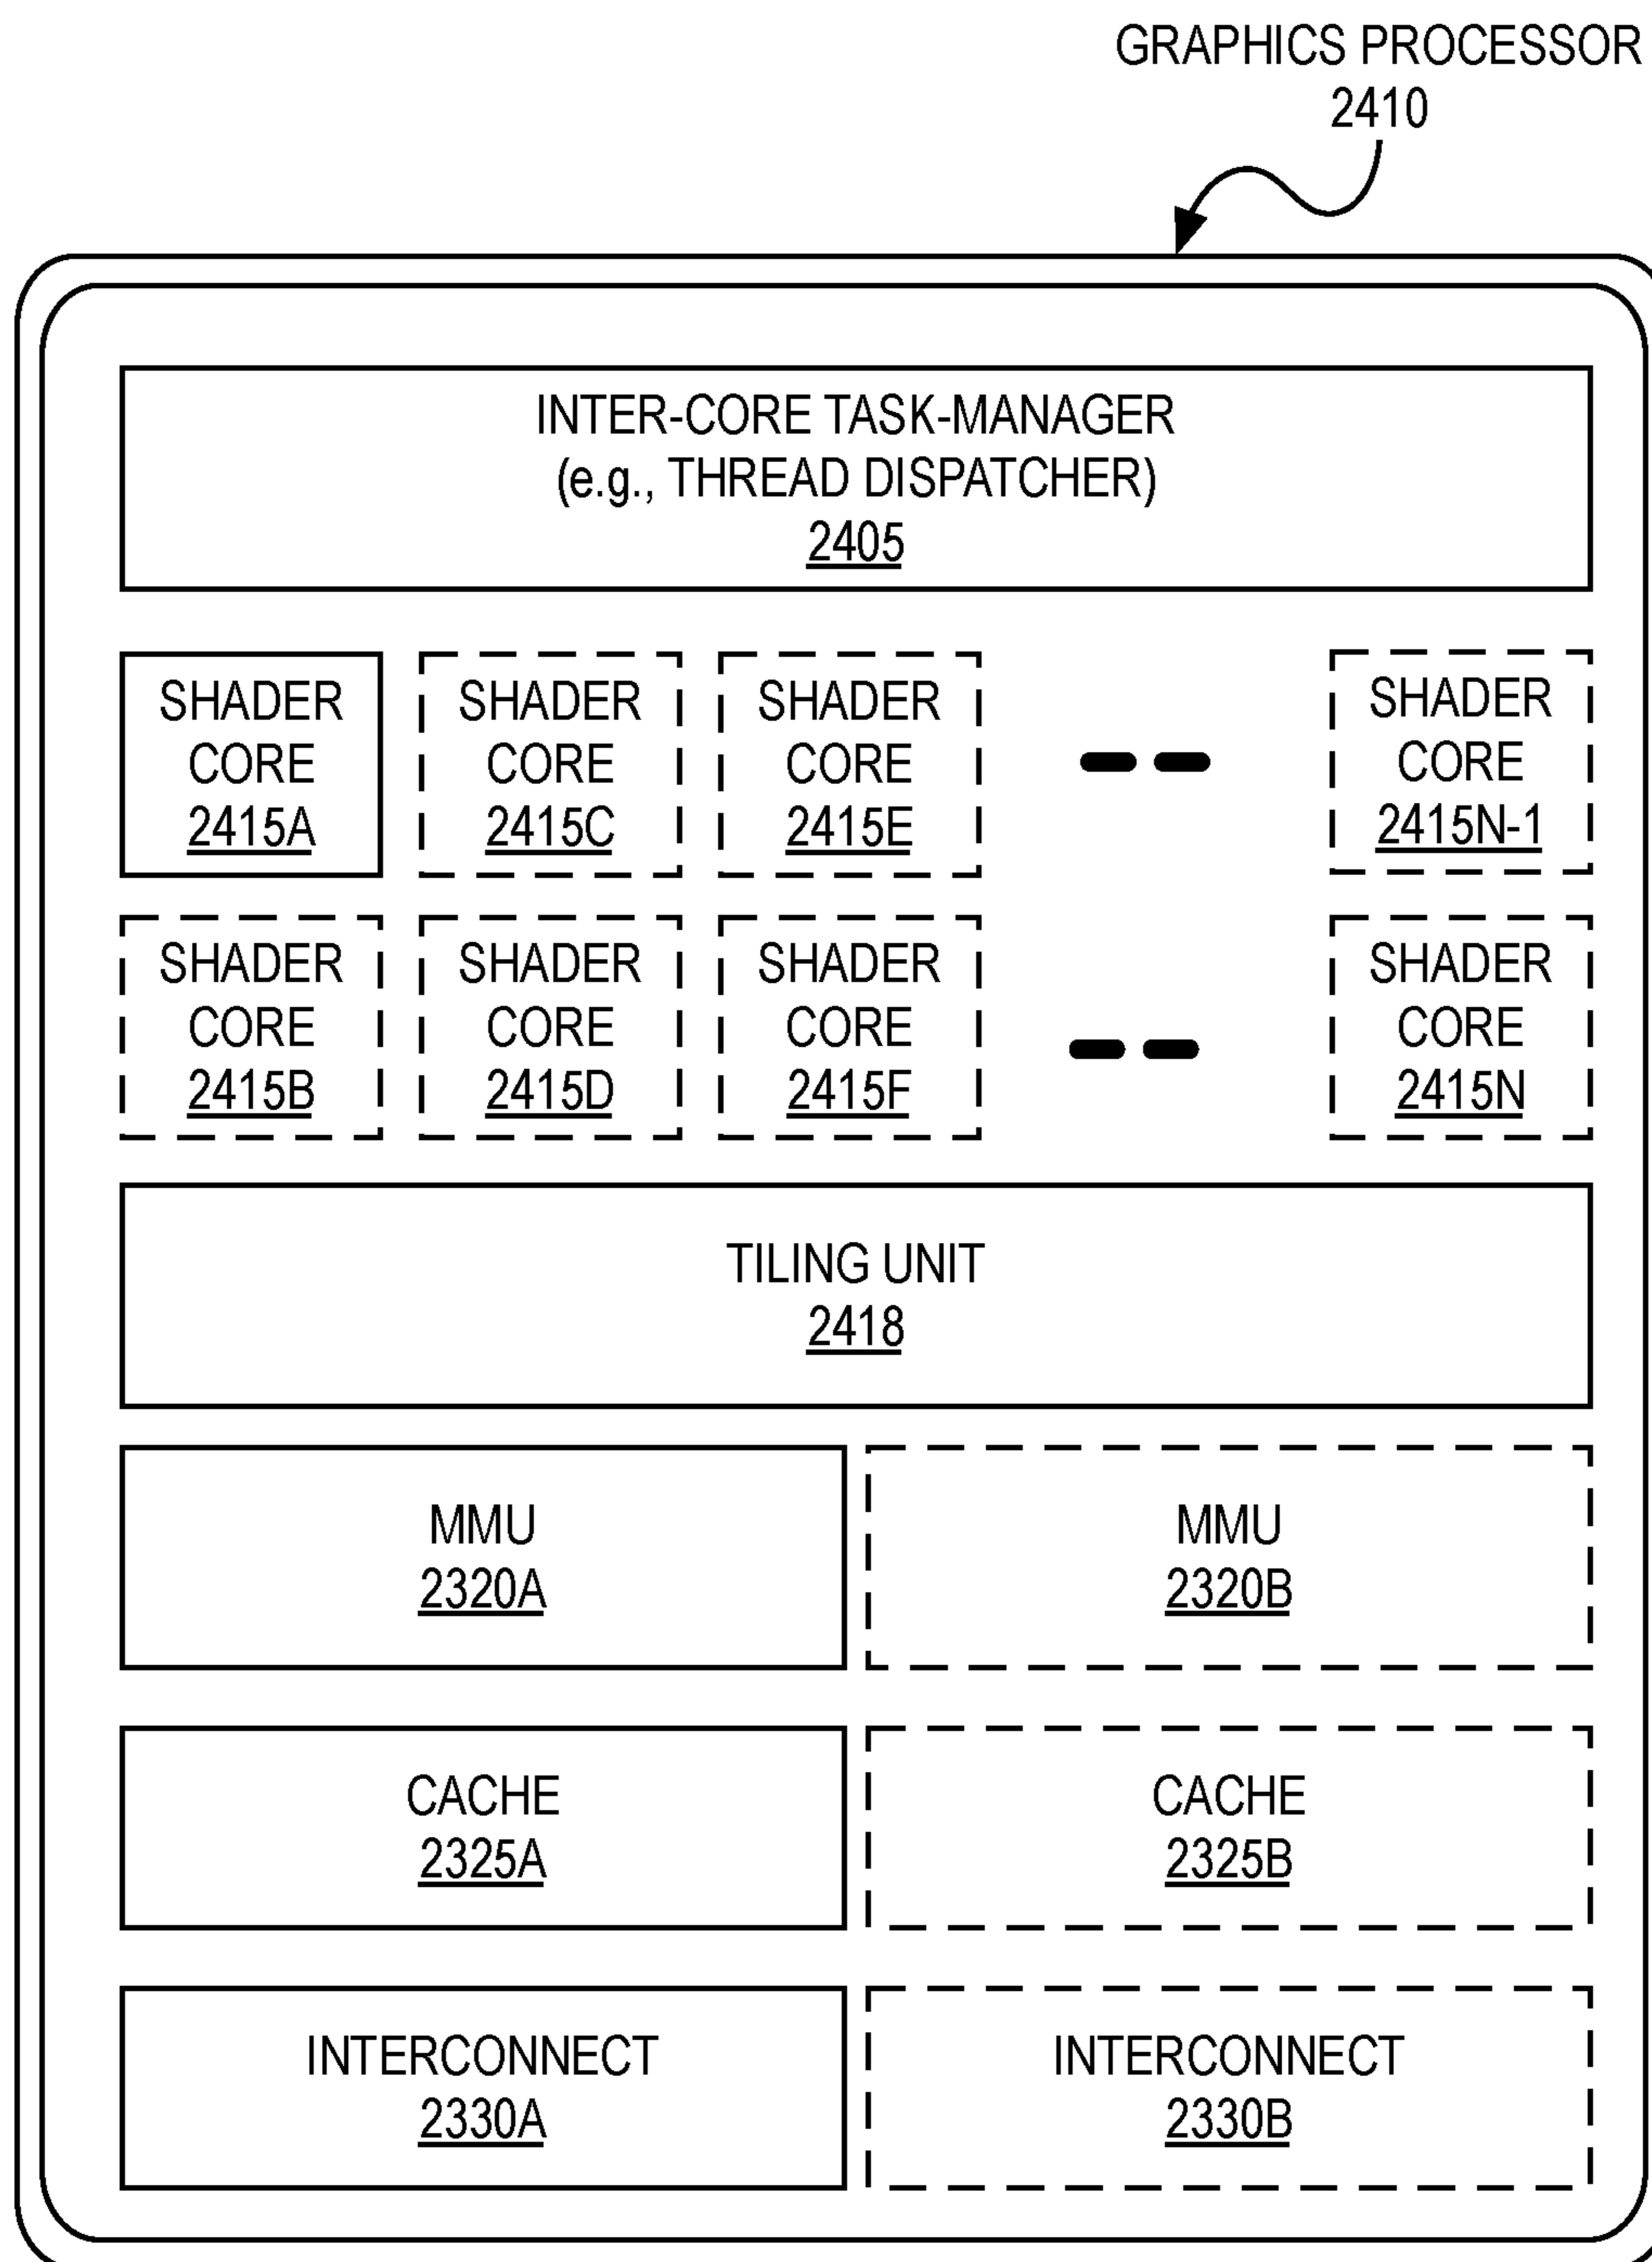 GRAPHICS PROCESSOR
2410
INTER-CORE TASK-MANAGER
(e.g., THREAD DISPATCHER)
2405
SHADER
CORE
2415A
SHADER
CORE
2415C
SHADER
CORE
2415E
SHADER
CORE
2415N-1
SHADER
CORE
2415B
SHADER
CORE
2415D
SHADER
CORE
2415F
SHADER
CORE
2415N
TILING UNIT
2418
MMU
2320A
MMU
2320B
CACHE
2325A
CACHE
2325B
INTERCONNECT
2330A
INTERCONNECT
2330B